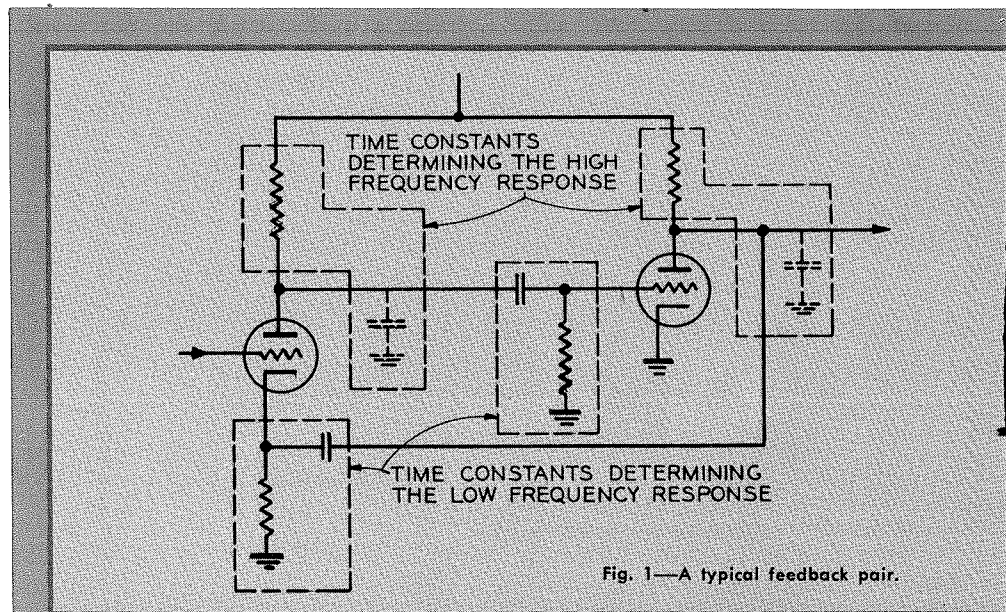 TIME CONSTANTS
DETERMINING THE HIGH
FREQUENCY RESPONSE
TIME CONSTANTS DETERMINING
THE LOW FREQUENCY RESPONSE
Fig. 1—A typical feedback pair.